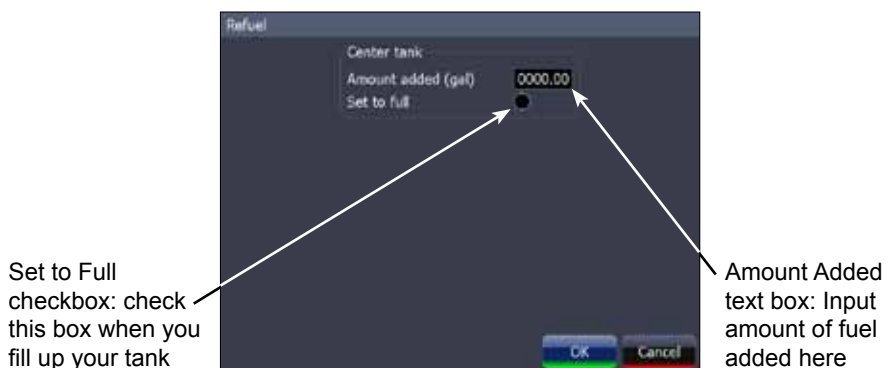 Refuel
Center tank
Amount added (gal) 0000.00
Set to full
OK Cancel
Set to Full
checkbox: check
this box when you
fill up your tank
Amount Added
text box: Input
amount of fuel
added here